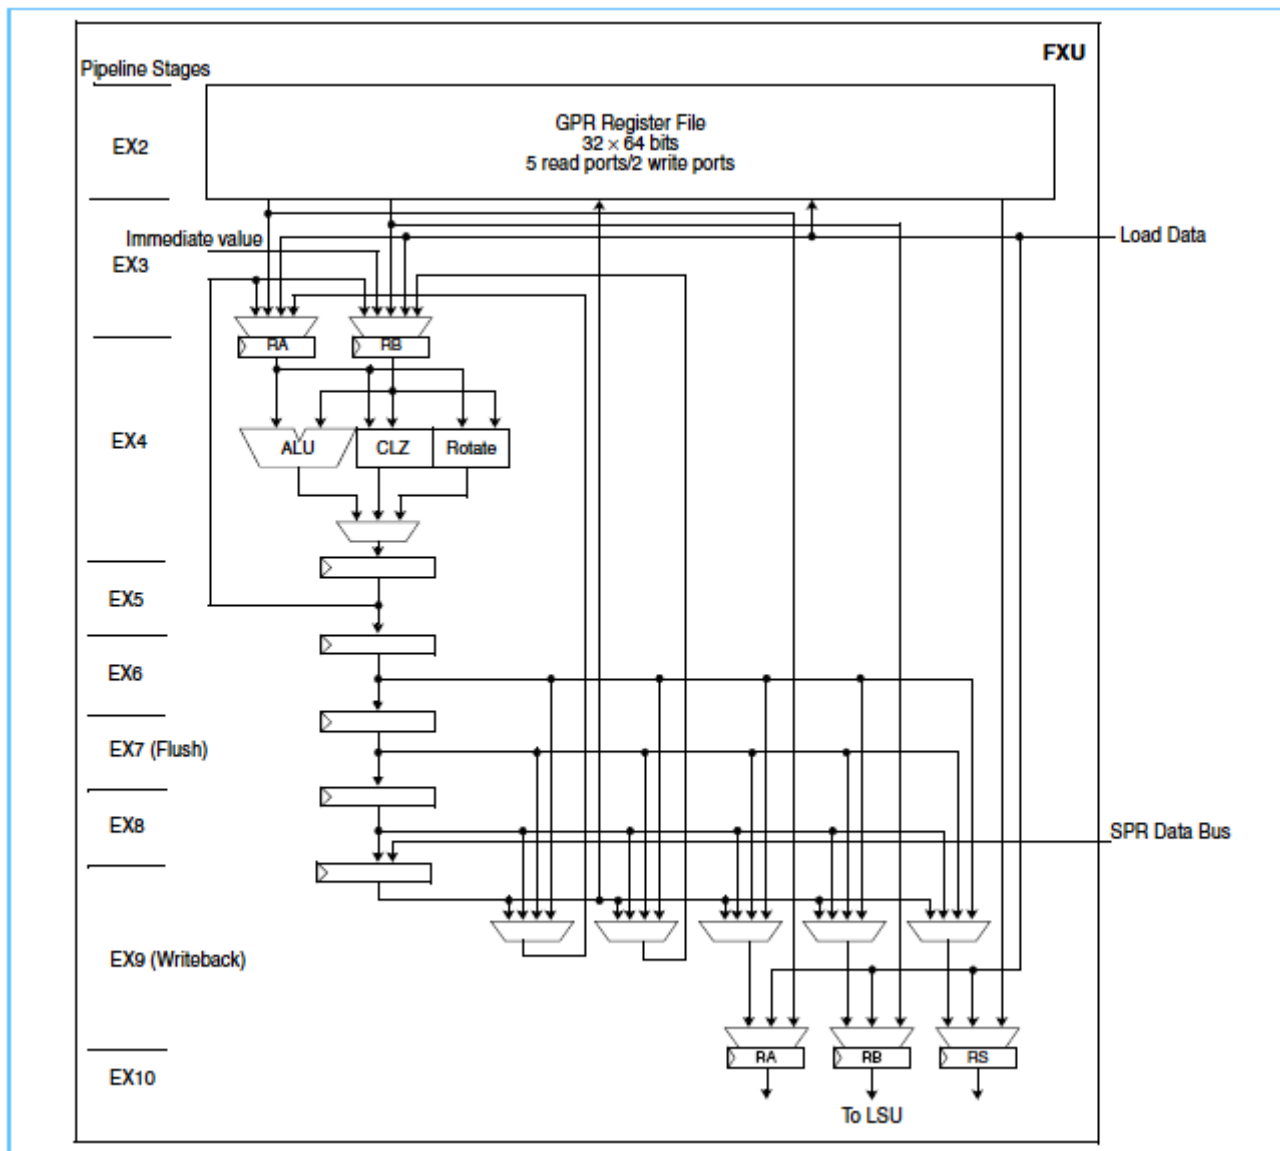 FXU
Pipeline Stages
EX2
GPR Register File
32 × 64 bits
5 read ports/2 write ports
Immediate value
Load Data
EX3
RA
RB
EX4
ALU
CLZ
Rotate
EX5
EX6
EX7 (Flush)
EX8
SPR Data Bus
EX9 (Writeback)
RA
RB
RS
EX10
To LSU